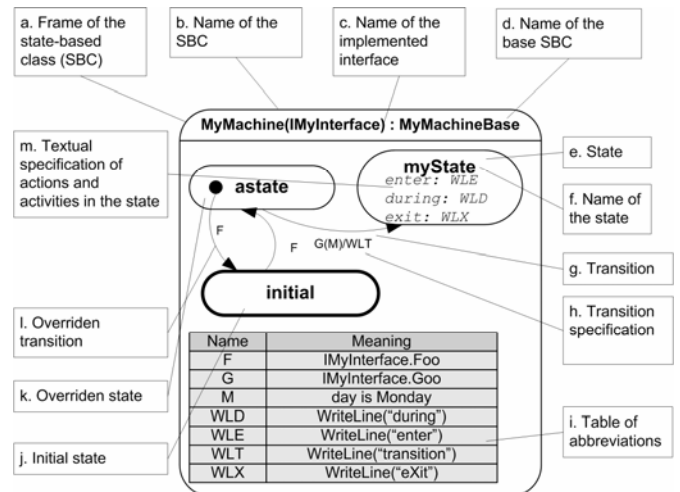 a. Frame of the
state-based
class (SBC)
b. Name of the
SBC
c. Name of the
implemented
interface
d. Name of the
base SBC
MyMachine(IMyInterface) : MyMachineBase
m. Textual
specification of
actions and
activities in the state
astate
myState
enter: WLE
during: WLD
exit: WLX
e. State
f. Name of
the state
F
F
G(M)/WLT
g. Transition
initial
h. Transition
specification
l. Overriden
transition
k. Overriden state
j. Initial state
Name Meaning
F IMyInterface.Foo
G IMyInterface.Goo
M day is Monday
WLD WriteLine("during")
WLE WriteLine("enter")
WLT WriteLine("transition")
WLX WriteLine("eXit")
i. Table of
abbreviations